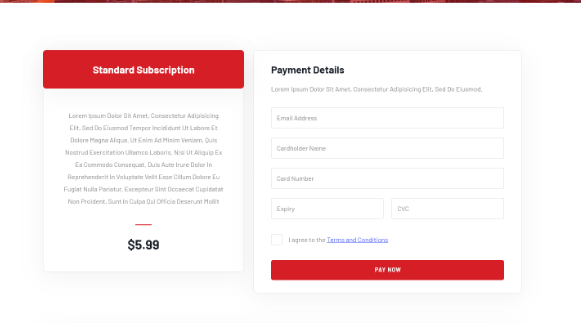 Standard Subscription
Lorem Ipsum Dolor Sit Amet, Consectetur Adipisicing
Elit, Sed Do Eiusmod Tempor Incididunt Ut Labore Et
Dolore Magna Aliqua. Ut Enim Ad Minim Veniam, Quis
Nostrud Exercitation Ullamco Laboris, Nisi Ut Aliquip Ex
Ea Commodo Consequat. Duis Aute Irure Dolor In
Reprehenderit In Voluptate Velit Esse Cillum Dolore Eu
Fugiat Nulla Pariatur. Excepteur Sint Occaecat Cupidatat
Non Proident, Sunt In Culpa Qui Officia Deserunt Mollit
$5.99
Payment Details
Lorem Ipsum Dolor Sit Amet, Consectetur Adipisicing Elit, Sed Do Eiusmod.
Email Address
Cardholder Name
Card Number
Expiry
CVC
I agree to the Terms and Conditions
PAY NOW